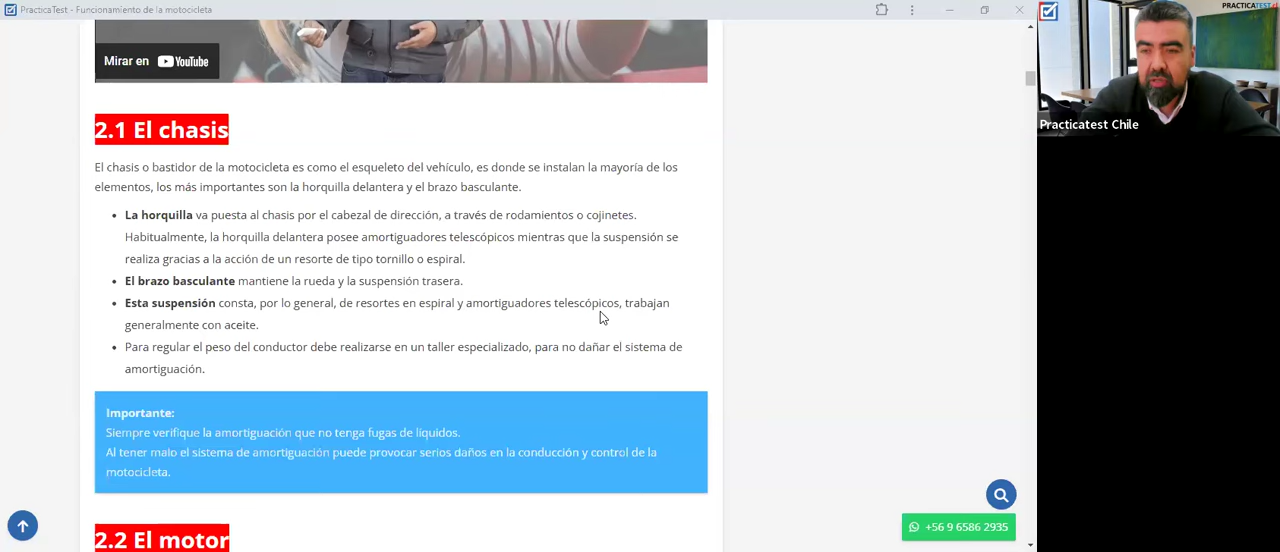 PracticaTest - Funcionamiento de la motocicleta
PRACTICATEST.cl
Mirar en YouTube
Practicatest Chile
2.1 El chasis
El chasis o bastidor de la motocicleta es como el esqueleto del vehículo, es donde se instalan la mayoría de los
elementos, los más importantes son la horquilla delantera y el brazo basculante.
• La horquilla va puesta al chasis por el cabezal de dirección, a través de rodamientos o cojinetes.
Habitualmente, la horquilla delantera posee amortiguadores telescópicos mientras que la suspensión se
realiza gracias a la acción de un resorte de tipo tornillo o espiral.
• El brazo basculante mantiene la rueda y la suspensión trasera.
• Esta suspensión consta, por lo general, de resortes en espiral y amortiguadores telescópicos, trabajan
generalmente con aceite.
• Para regular el peso del conductor debe realizarse en un taller especializado, para no dañar el sistema de
amortiguación.
Importante:
Siempre verifique la amortiguación que no tenga fugas de líquidos.
Al tener malo el sistema de amortiguación puede provocar serios daños en la conducción y control de la
motocicleta.
+56 9 6586 2935
2.2 El motor